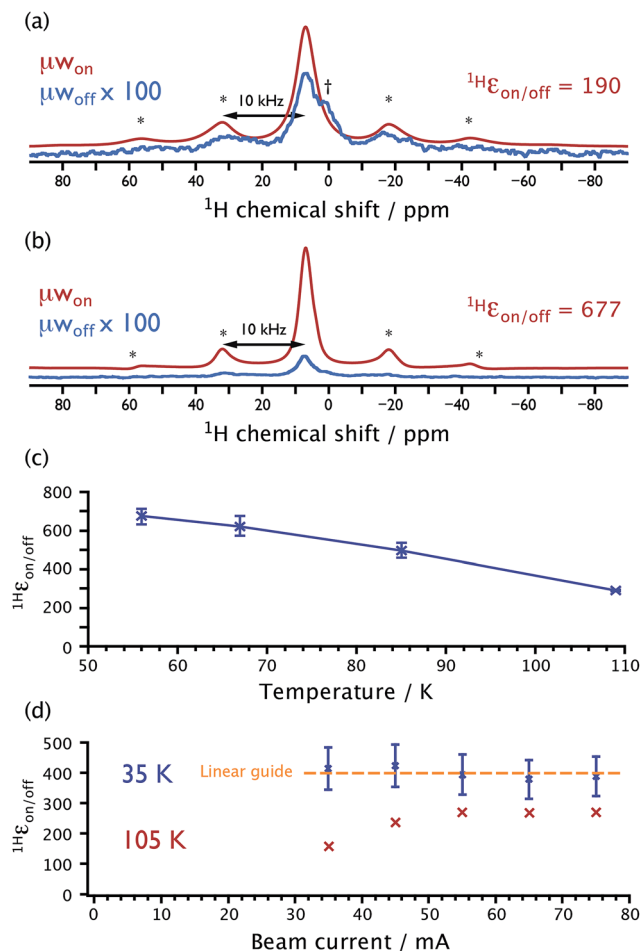 (a)
μw_on
μw_off x 100
* * 10 kHz † * *
¹Hε_on/off = 190
80 60 40 20 0 −20 −40 −60 −80
¹H chemical shift / ppm
(b)
μw_on
μw_off x 100
* * 10 kHz * *
¹Hε_on/off = 677
80 60 40 20 0 −20 −40 −60 −80
¹H chemical shift / ppm
(c)
¹Hε_on/off
800
600
400
200
0
50 60 70 80 90 100 110
Temperature / K
(d)
¹Hε_on/off
500
400
300
200
100
0
35 K
Linear guide
105 K
0 10 20 30 40 50 60 70 80
Beam current / mA